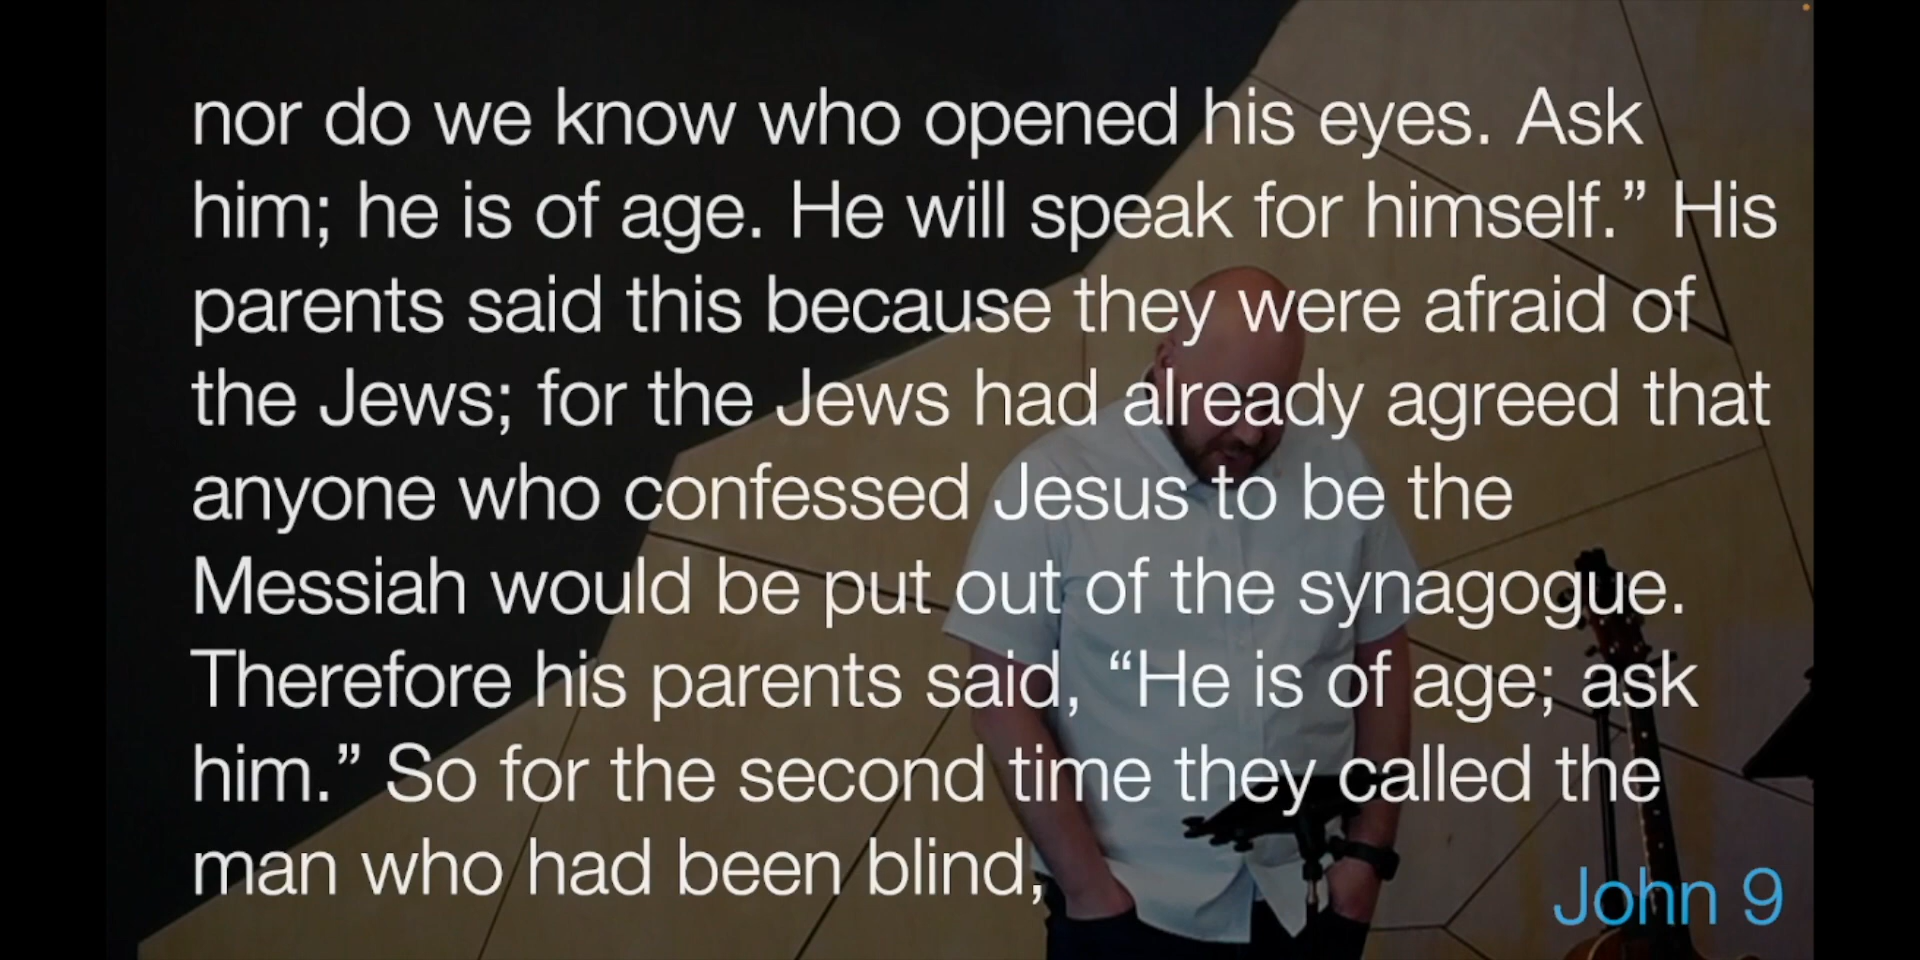 nor do we know who opened his eyes. Ask
him; he is of age. He will speak for himself.” His
parents said this because they were afraid of
the Jews; for the Jews had already agreed that
anyone who confessed Jesus to be the
Messiah would be put out of the synagogue.
Therefore his parents said, “He is of age; ask
him.” So for the second time they called the
man who had been blind,
John 9